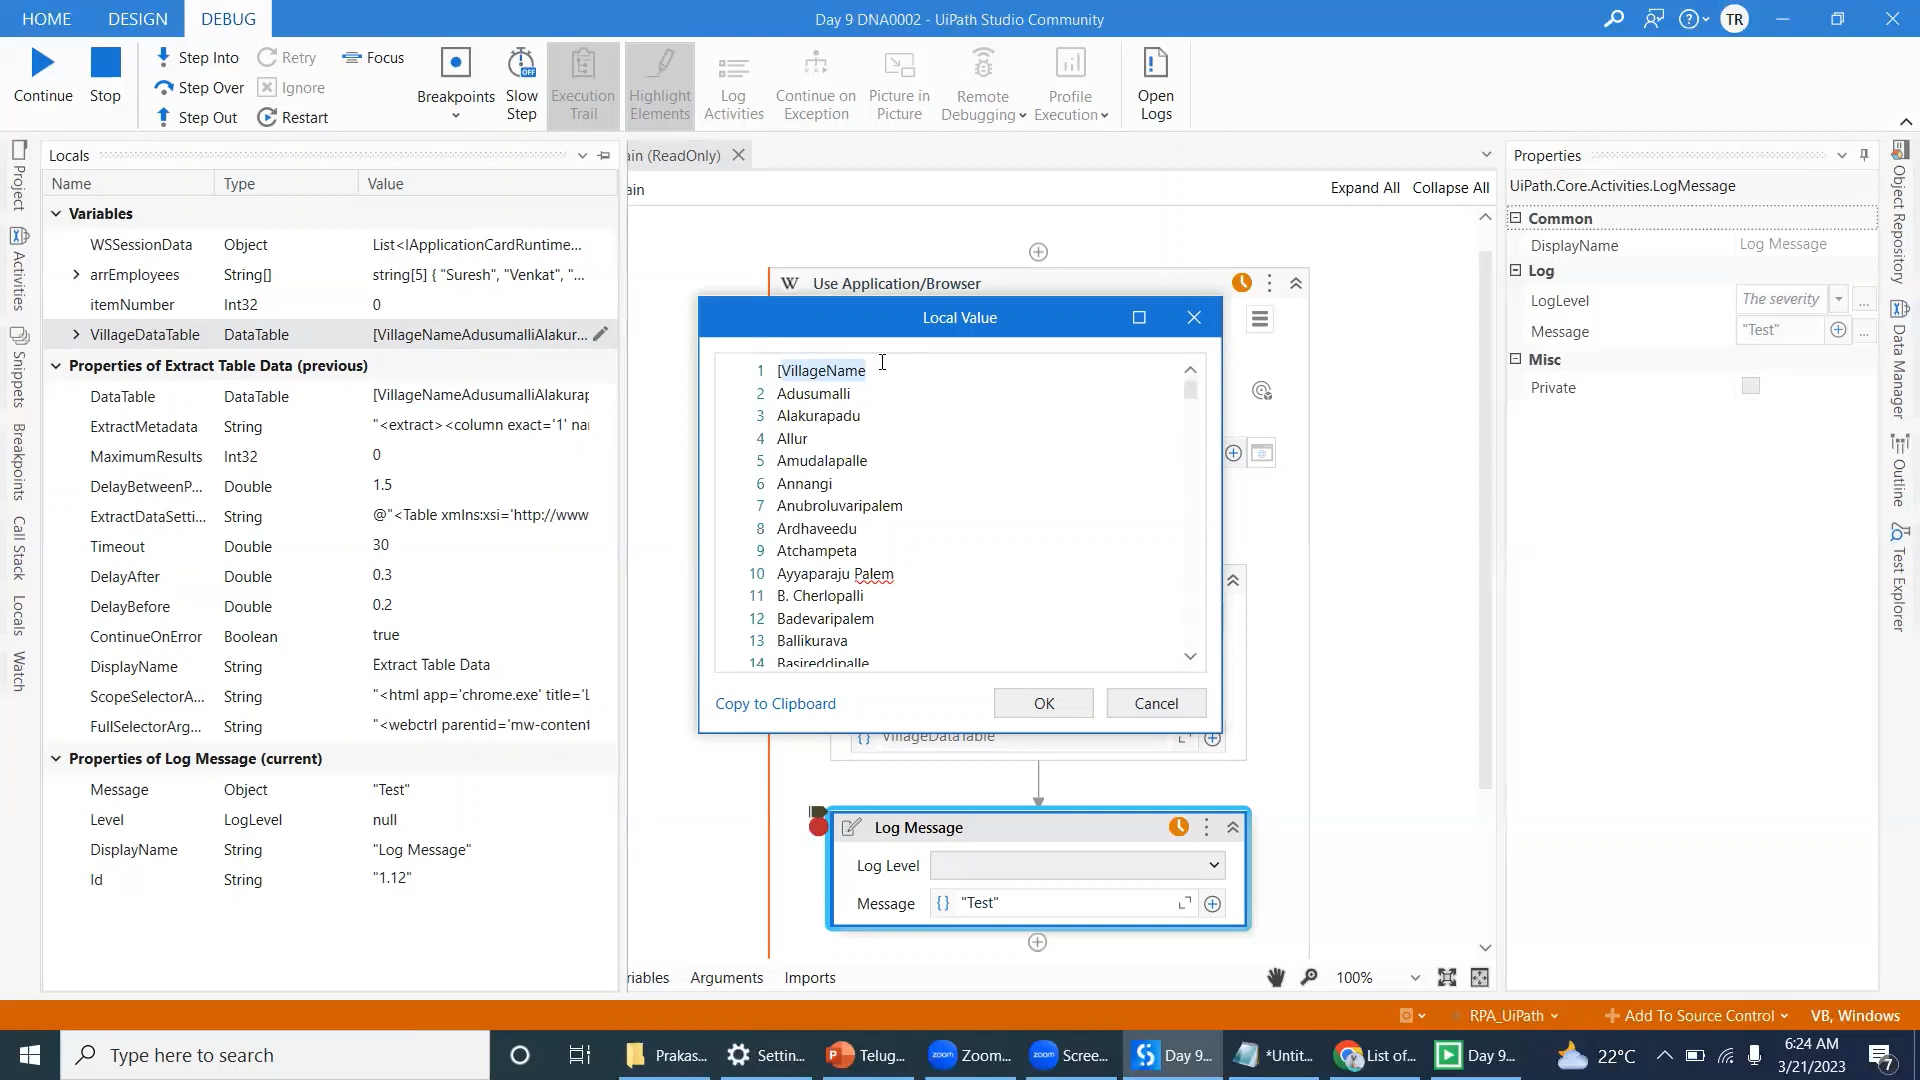 HOME DESIGN DEBUG
Day 9 DNA0002 - UiPath Studio Community
TR
Continue
Stop
Step Into
Step Over
Step Out
Retry
Ignore
Restart
Focus
Breakpoints
Slow
Step
OFF
Execution
Trail
Highlight
Elements
Log
Activities
Continue on
Exception
Picture in
Picture
Remote
Debugging
Profile
Execution
Open
Logs
Project
Activities
Snippets
Breakpoints
Call Stack
Locals
Watch
Locals
Name Type Value
Variables
WSSessionData Object List<IApplicationCardRuntime...
arrEmployees String[] string[5] { "Suresh", "Venkat", "...
itemNumber Int32 0
VillageDataTable DataTable [VillageNameAdusumalliAlakur...
Properties of Extract Table Data (previous)
DataTable DataTable [VillageNameAdusumalliAlakurap
ExtractMetadata String "<extract><column exact='1' nar
MaximumResults Int32 0
DelayBetweenP... Double 1.5
ExtractDataSetti... String @"<Table xmlns:xsi='http://www
Timeout Double 30
DelayAfter Double 0.3
DelayBefore Double 0.2
ContinueOnError Boolean true
DisplayName String Extract Table Data
ScopeSelectorA... String "<html app='chrome.exe' title='L
FullSelectorArg... String "<webctrl parentid='mw-content
Properties of Log Message (current)
Message Object "Test"
Level LogLevel null
DisplayName String "Log Message"
Id String "1.12"
ain (ReadOnly)
ain
Expand All Collapse All
W Use Application/Browser
Local Value
1 [VillageName
2 Adusumalli
3 Alakurapadu
4 Allur
5 Amudalapalle
6 Annangi
7 Anubroluvaripalem
8 Ardhaveedu
9 Atchampeta
10 Ayyaparaju Palem
11 B. Cherlopalli
12 Badevaripalem
13 Ballikurava
14 Basireddipalle
Copy to Clipboard
OK
Cancel
{} VillageDataTable
Log Message
Log Level
Message {} "Test"
riables Arguments Imports
100%
Properties
UiPath.Core.Activities.LogMessage
Common
DisplayName Log Message
Log
LogLevel The severity ...
Message "Test" ...
Misc
Private
Object Repository
Data Manager
Outline
Test Explorer
RPA_UiPath
Add To Source Control
VB, Windows
Type here to search
Prakas...
Settin...
Telug...
zoom Zoom...
zoom Scree...
Day 9...
*Untit...
List of...
Day 9...
22°C
6:24 AM
3/21/2023
7